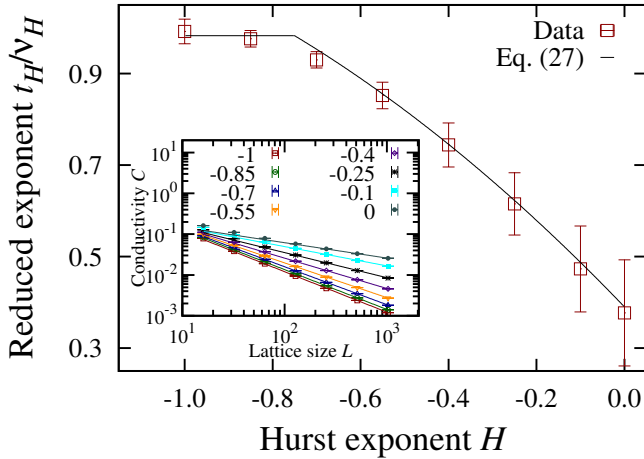 Reduced exponent t_H/ν_H
0.9
0.7
0.5
0.3
Data
Eq. (27)
Conductivity C
10^1
10^0
10^-1
10^-2
10^-3
-1
-0.85
-0.7
-0.55
-0.4
-0.25
-0.1
0
10^1 10^2 10^3
Lattice size L
-1.0 -0.8 -0.6 -0.4 -0.2 0.0
Hurst exponent H